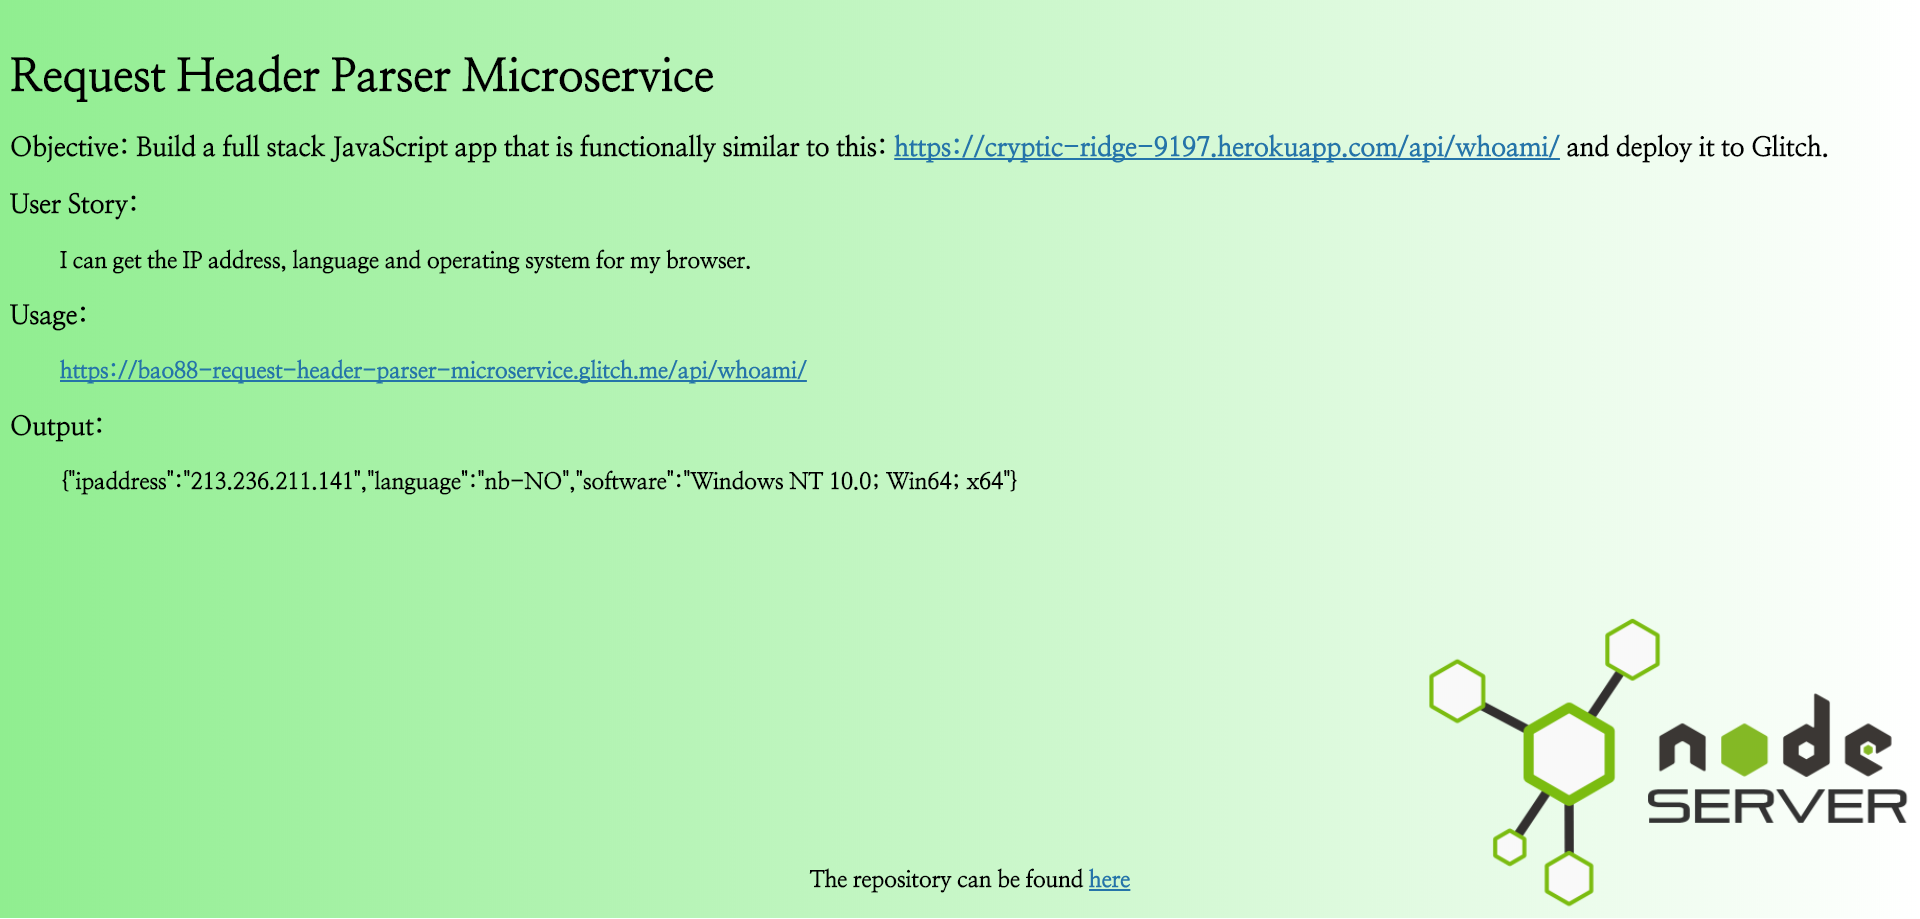 Request Header Parser Microservice
Objective: Build a full stack JavaScript app that is functionally similar to this: https://cryptic-ridge-9197.herokuapp.com/api/whoami/ and deploy it to Glitch.
User Story:
I can get the IP address, language and operating system for my browser.
Usage:
https://bao88-request-header-parser-microservice.glitch.me/api/whoami/
Output:
{"ipaddress":"213.236.211.141","language":"nb-NO","software":"Windows NT 10.0; Win64; x64"}
node
SERVER
The repository can be found here